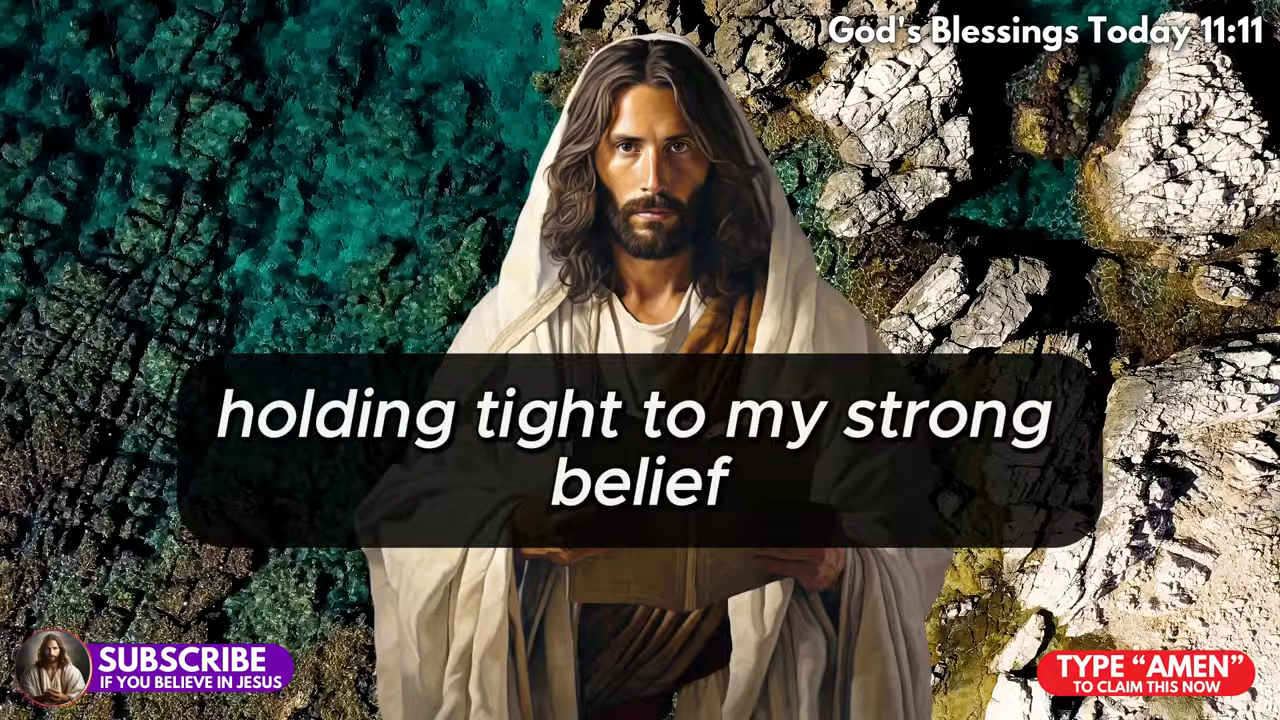 God's Blessings Today 11:11
holding tight to my strong
belief
SUBSCRIBE
IF YOU BELIEVE IN JESUS
TYPE “AMEN”
TO CLAIM THIS NOW